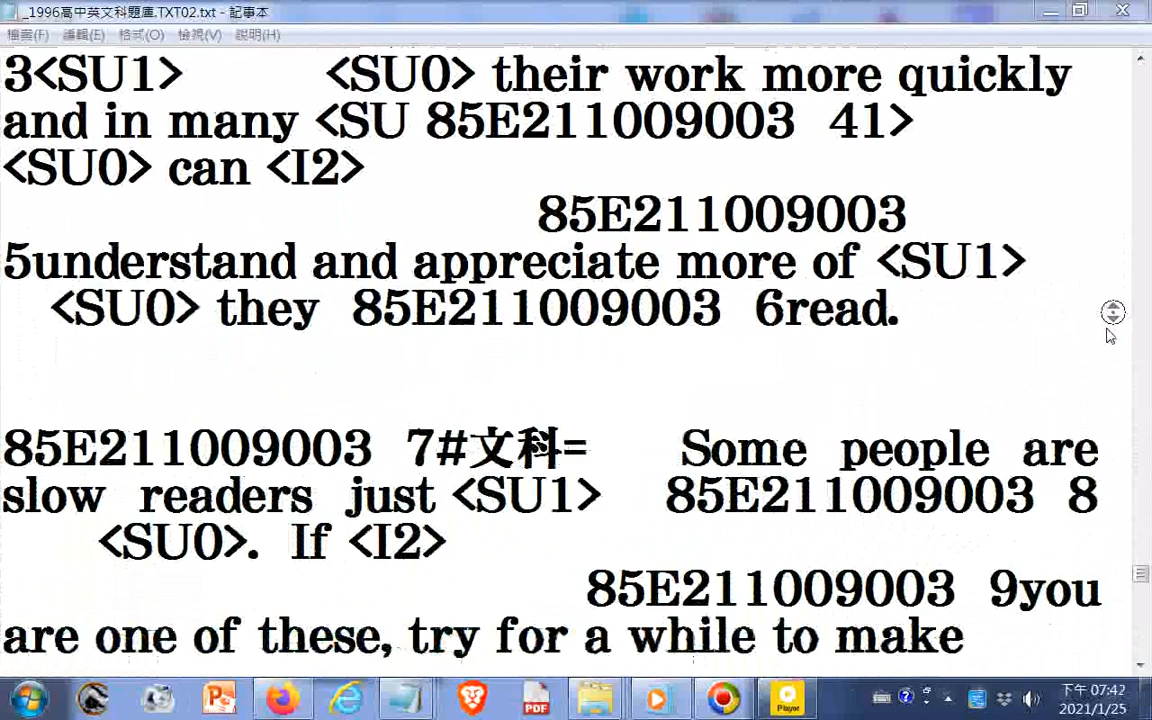 _1996高中英文科題庫.TXT02.txt - 記事本
檔案(F) 編輯(E) 格式(O) 檢視(V) 說明(H)
3<SU1> <SU0> their work more quickly
and in many <SU 85E211009003 41>
<SU0> can <I2>
85E211009003
5understand and appreciate more of <SU1>
<SU0> they 85E211009003 6read.
85E211009003 7#文科= Some people are
slow readers just <SU1> 85E211009003 8
<SU0>. If <I2>
85E211009003 9you
are one of these, try for a while to make
PDF
Player
下午 07:42
2021/1/25